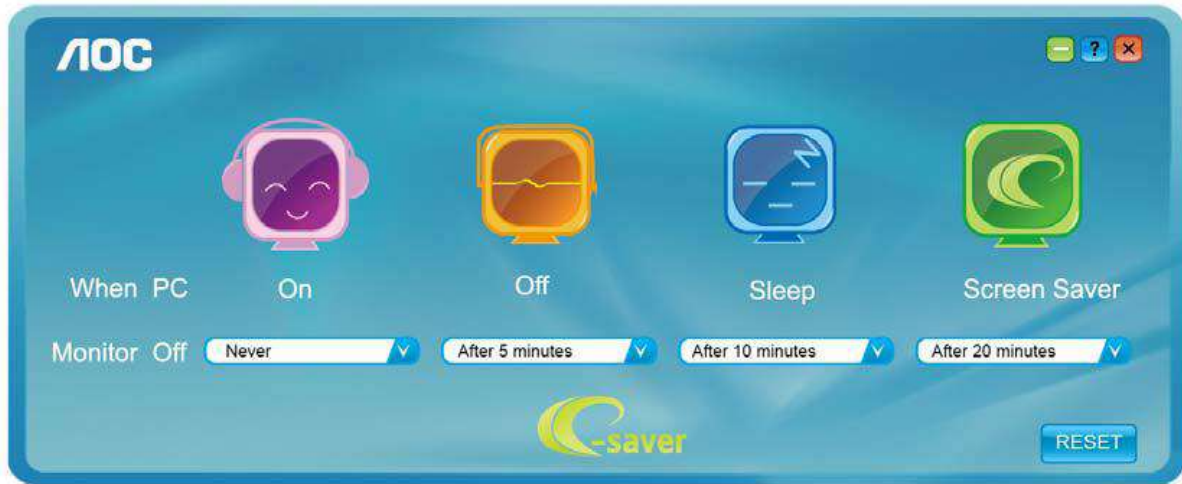 AOC
?
When PC On Off Sleep Screen Saver
Monitor Off Never After 5 minutes After 10 minutes After 20 minutes
e-saver
RESET